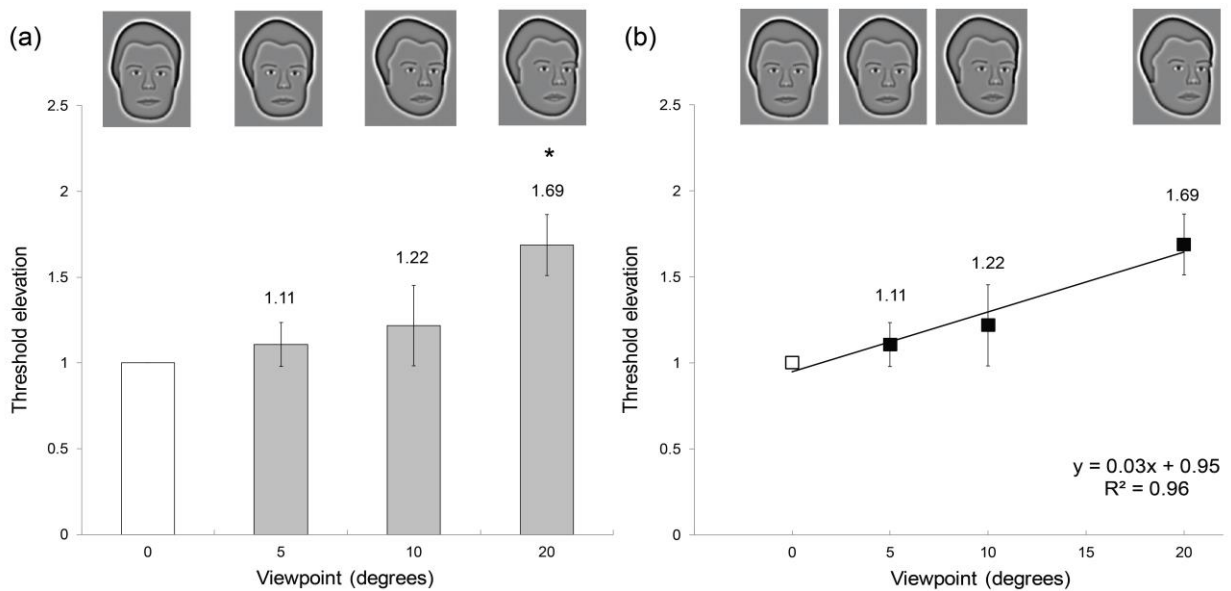 (a)
2.5
2
1.5
1
0.5
0
Threshold elevation
1.11
1.22
*
1.69
0 5 10 20
Viewpoint (degrees)
(b)
2.5
2
1.5
1
0.5
0
Threshold elevation
1.11
1.22
1.69
y = 0.03x + 0.95
R² = 0.96
0 5 10 15 20
Viewpoint (degrees)